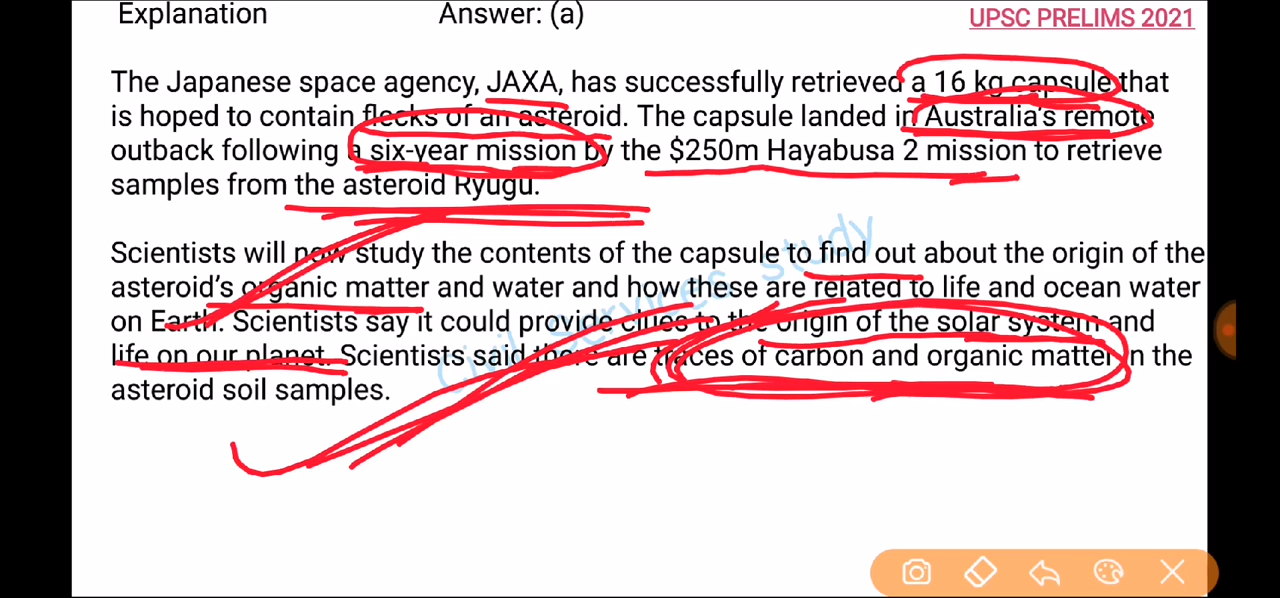 Explanation Answer: (a) UPSC PRELIMS 2021
The Japanese space agency, JAXA, has successfully retrieved a 16 kg capsule that
is hoped to contain flecks of an asteroid. The capsule landed in Australia's remote
outback following a six-year mission by the $250m Hayabusa 2 mission to retrieve
samples from the asteroid Ryugu.
Scientists will now study the contents of the capsule to find out about the origin of the
asteroid's organic matter and water and how these are related to life and ocean water
on Earth. Scientists say it could provide clues to the origin of the solar system and
life on our planet. Scientists said there are traces of carbon and organic matter in the
asteroid soil samples.
Civil Services study